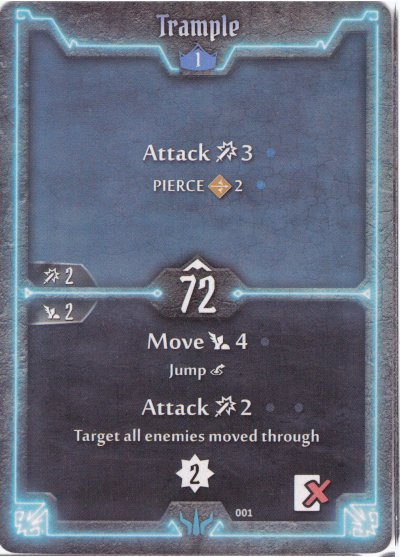 Trample
1
Attack 3
PIERCE 2
2
72
2
Move 4
Jump
Attack 2
Target all enemies moved through
2
001